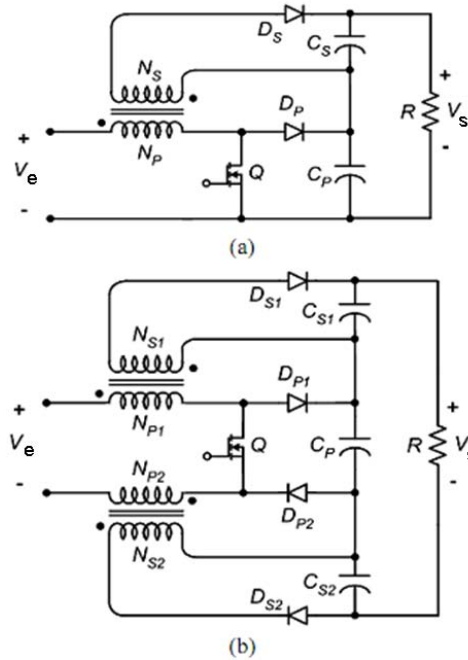 D_S
C_S
N_S
+
D_P
R
V_s
+
N_P
-
V_e
Q
C_P
-
(a)
D_S1
C_S1
N_S1
D_P1
+
+
N_P1
V_e
Q
C_P
R
V_s
-
N_P2
-
D_P2
N_S2
C_S2
D_S2
(b)